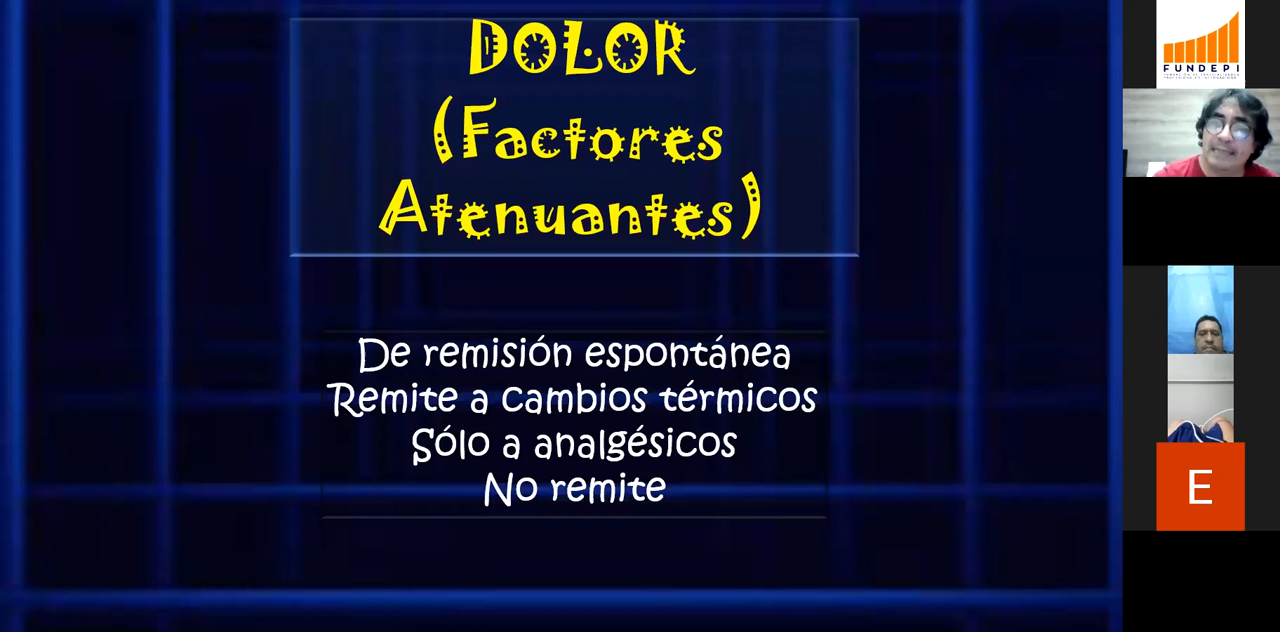 DOLOR
(Factores
Atenuantes)
De remisión espontánea
Remite a cambios térmicos
Sólo a analgésicos
No remite
FUNDEPI
E